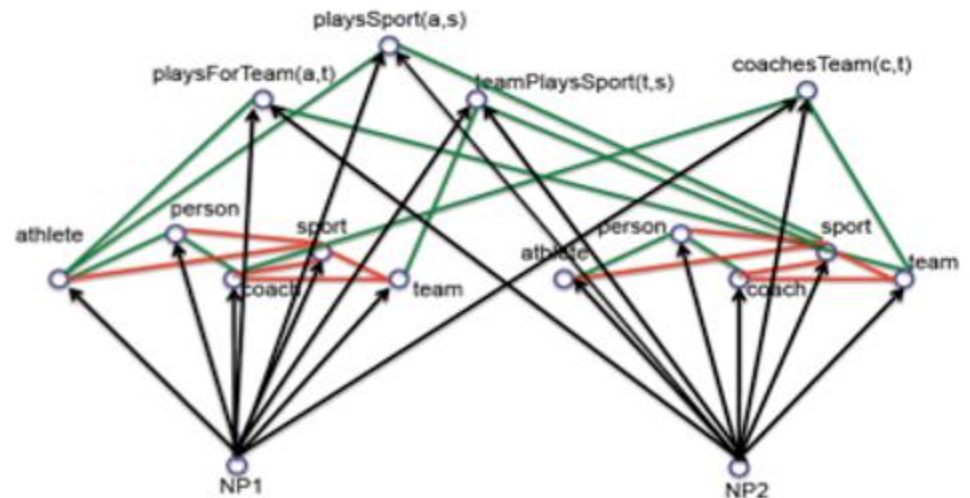 playsSport(a,s)
playsForTeam(a,t)
teamPlaysSport(t,s)
coachesTeam(c,t)
person
sport
athlete
coach
team
person
sport
athlete
team
coach
NP1
NP2